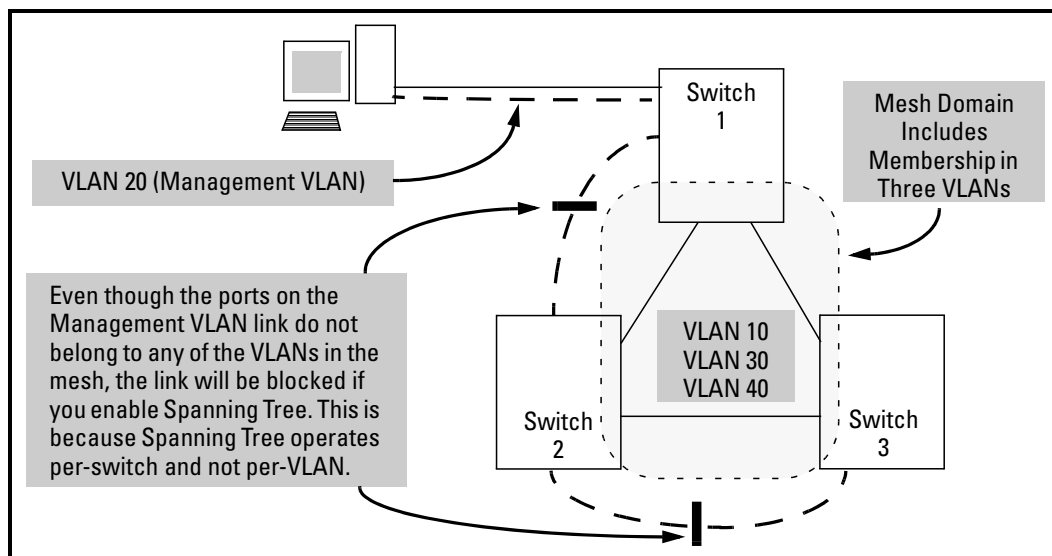 Switch
1
Mesh Domain
Includes
Membership in
Three VLANs
VLAN 20 (Management VLAN)
Even though the ports on the
Management VLAN link do not
belong to any of the VLANs in the
mesh, the link will be blocked if
you enable Spanning Tree. This is
because Spanning Tree operates
per-switch and not per-VLAN.
VLAN 10
VLAN 30
VLAN 40
Switch
2
Switch
3